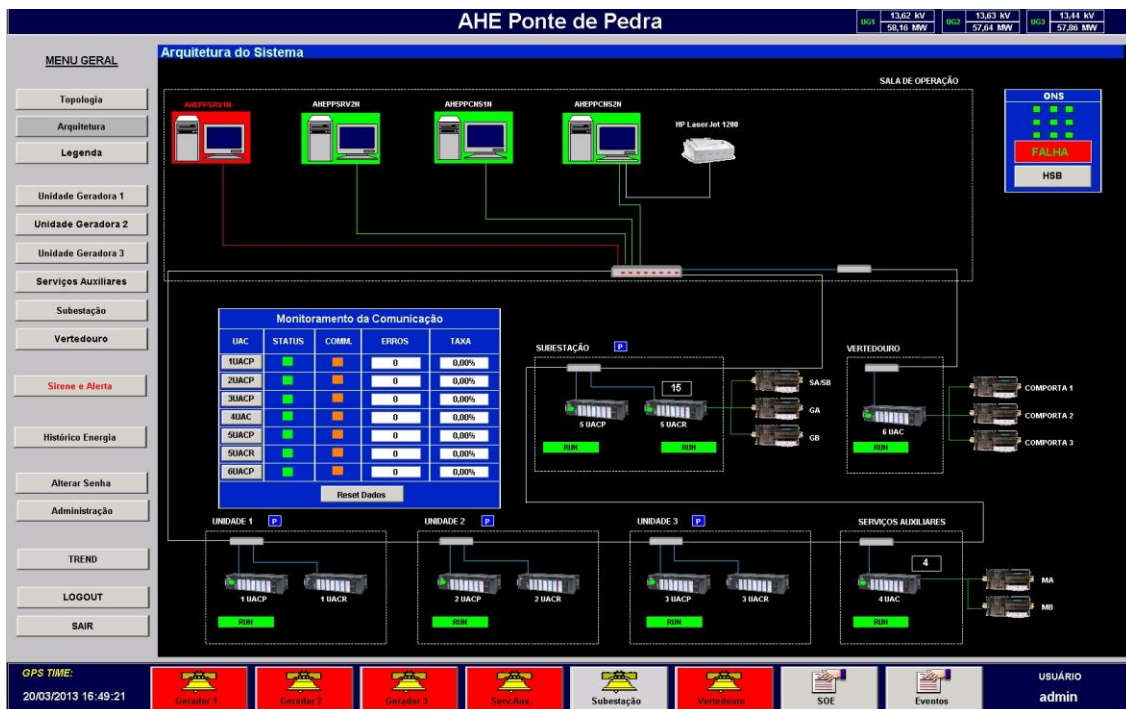 AHE Ponte de Pedra
UG1 13,62 kV 58,16 MW
UG2 13,63 kV 57,64 MW
UG3 13,44 kV 57,86 MW
MENU GERAL
Topologia
Arquitetura
Legenda
Unidade Geradora 1
Unidade Geradora 2
Unidade Geradora 3
Serviços Auxiliares
Subestação
Vertedouro
Sirene e Alerta
Histórico Energia
Alterar Senha
Administração
TREND
LOGOUT
SAIR
Arquitetura do Sistema
SALA DE OPERAÇÃO
AHEPPSRV1N
AHEPPSRV2N
AHEPPCNS1N
AHEPPCNS2N
HP LaserJet 1200
ONS
FALHA
HSB
Monitoramento da Comunicação
UAC STATUS COMM. ERROS TAXA
1UACP 0 0,00%
2UACP 0 0,00%
3UACP 0 0,00%
4UAC 0 0,00%
5UACP 0 0,00%
5UACR 0 0,00%
6UACP 0 0,00%
Reset Dados
SUBESTAÇÃO P
15
5 UACP
5 UACR
RUN
RUN
SA/SB
GA
GB
VERTEDOURO
6 UAC
RUN
COMPORTA 1
COMPORTA 2
COMPORTA 3
UNIDADE 1 P
1 UACP
1 UACR
RUN
UNIDADE 2 P
2 UACP
2 UACR
RUN
UNIDADE 3 P
3 UACP
3 UACR
RUN
SERVIÇOS AUXILIARES
4
4 UAC
RUN
MA
MB
GPS TIME:
20/03/2013 16:49:21
Gerador 1
Gerador 2
Gerador 3
Serv.Aux.
Subestação
Vertedouro
SOE
Eventos
USUÁRIO
admin